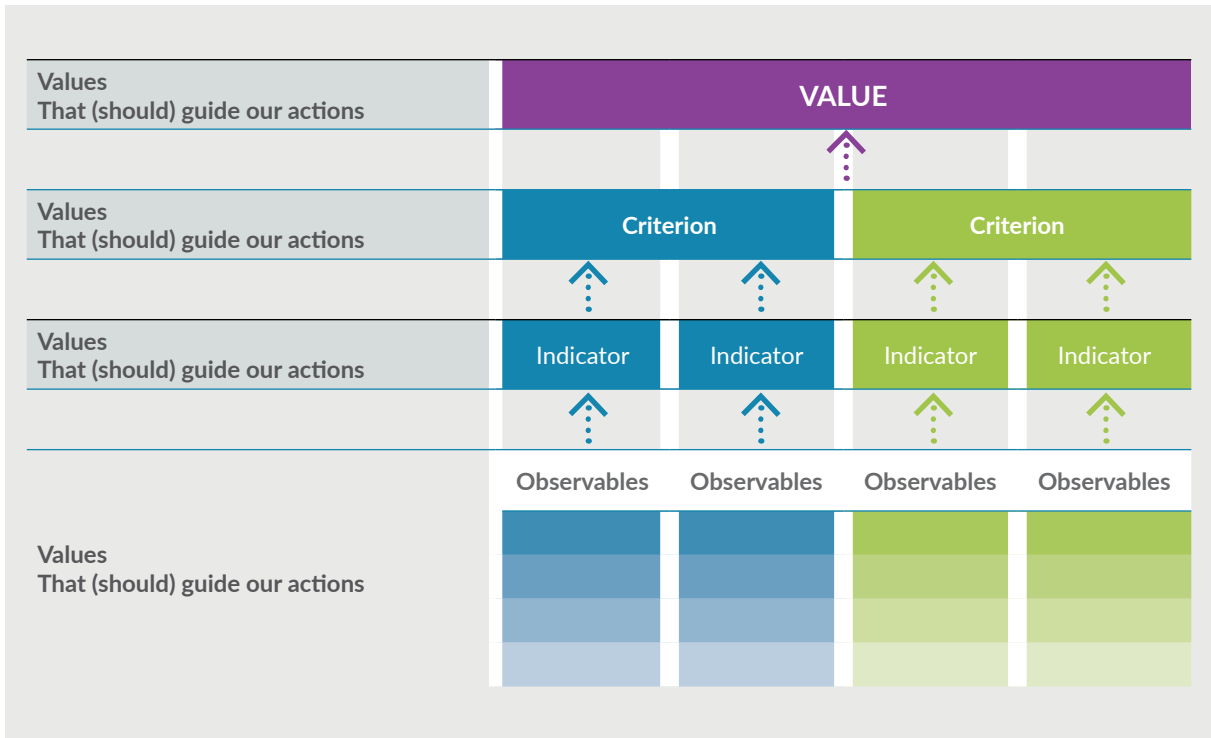 Values
That (should) guide our actions
VALUE
Values
That (should) guide our actions
Criterion
Criterion
Values
That (should) guide our actions
Indicator
Indicator
Indicator
Indicator
Observables
Observables
Observables
Observables
Values
That (should) guide our actions